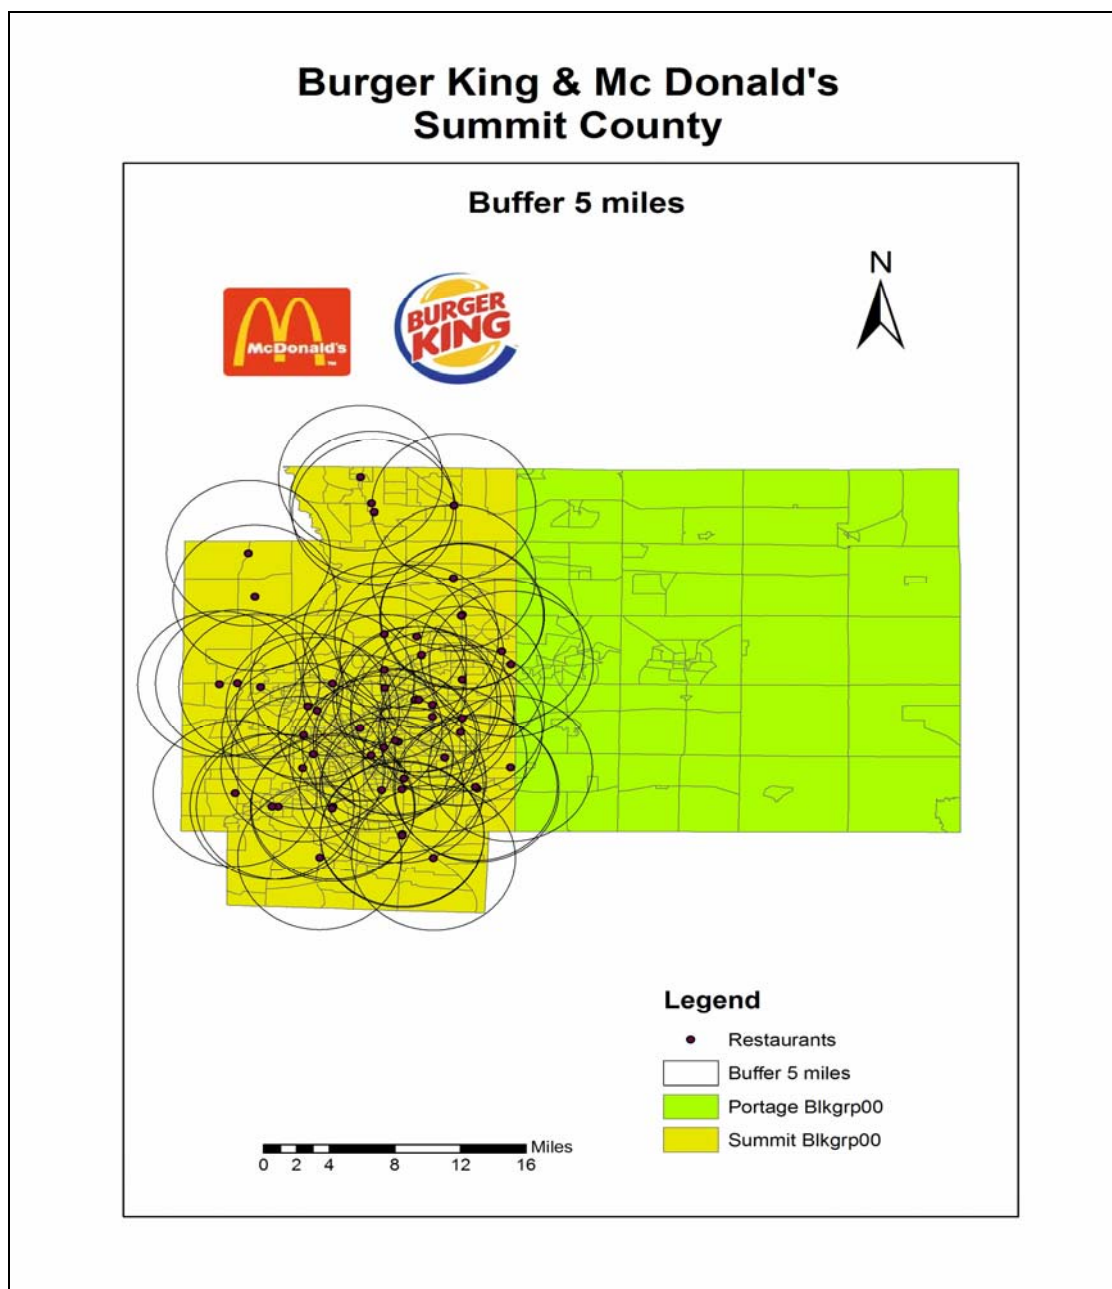 Burger King & Mc Donald's
Summit County
Buffer 5 miles
N
McDonald's
TM
BURGER
KING
Legend
Restaurants
Buffer 5 miles
Portage Blkgrp00
Summit Blkgrp00
Miles
0 2 4 8 12 16